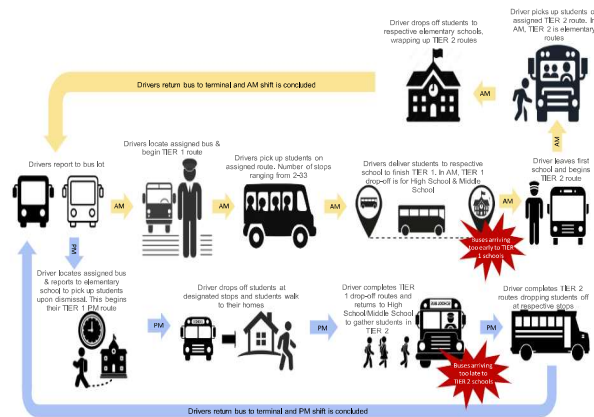 Driver drops off students to
respective elementary schools,
wrapping up TIER 2 routes
Driver picks up students on
assigned TIER 2 route. In
AM, TIER 2 is elementary
routes
Drivers return bus to terminal and AM shift is concluded
AM
AM
Drivers report to bus lot
Drivers locate assigned bus &
begin TIER 1 route
Drivers pick up students on
assigned route. Number of stops
ranging from 2-33
Drivers deliver students to respective
school to finish TIER 1. In AM, TIER 1
drop-off is for High School & Middle
School
Driver leaves first
school and begins
TIER 2 route
AM
AM
AM
AM
Buses arriving
too early to TIER
1 schools
PM
Driver locates assigned bus
& reports to elementary
school to pick up students
upon dismissal. This begins
their TIER 1 PM route
Driver drops off students at
designated stops and students walk
to their homes
Driver completes TIER
1 drop-off routes and
returns to High
School/Middle School
to gather students in
TIER 2
Driver completes TIER 2
routes dropping students off
at respective stops
PM
PM
PM
Buses arriving
too late to
TIER 2 schools
Drivers return bus to terminal and PM shift is concluded